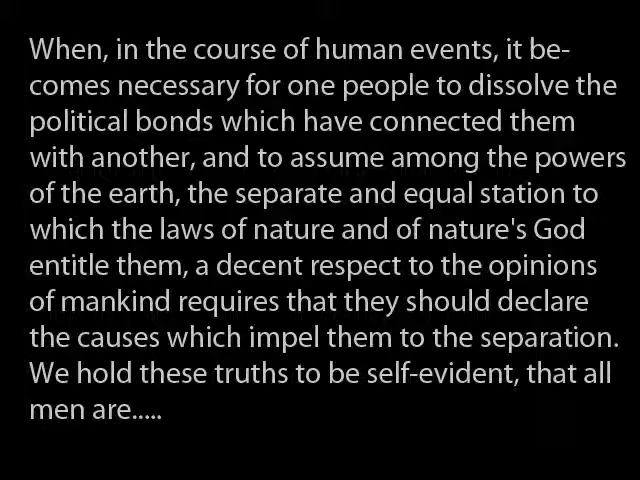 When, in the course of human events, it be-
comes necessary for one people to dissolve the
political bonds which have connected them
with another, and to assume among the powers
of the earth, the separate and equal station to
which the laws of nature and of nature's God
entitle them, a decent respect to the opinions
of mankind requires that they should declare
the causes which impel them to the separation.
We hold these truths to be self-evident, that all
men are.....